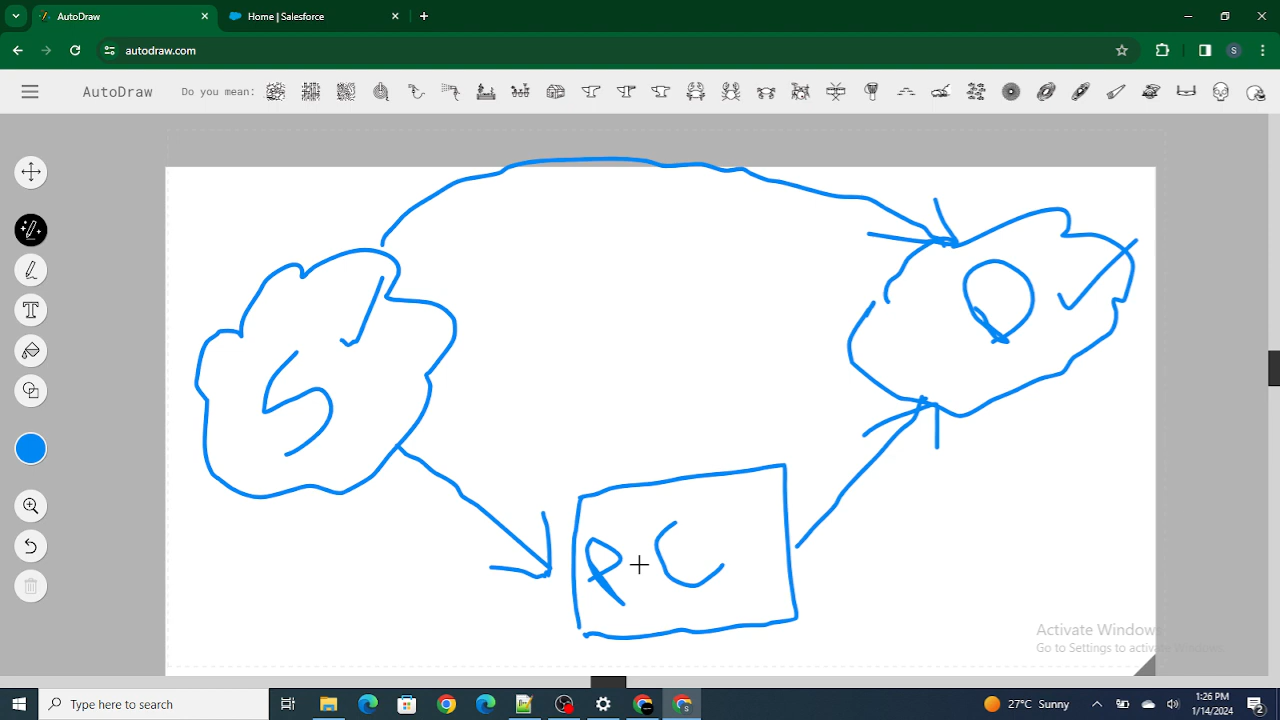 AutoDraw
Home | Salesforce
autodraw.com
S
AutoDraw
Do you mean:
S
Q
R C
Activate Windows
Go to Settings to activate Windows.
Type here to search
27°C Sunny
1:26 PM
1/14/2024
2